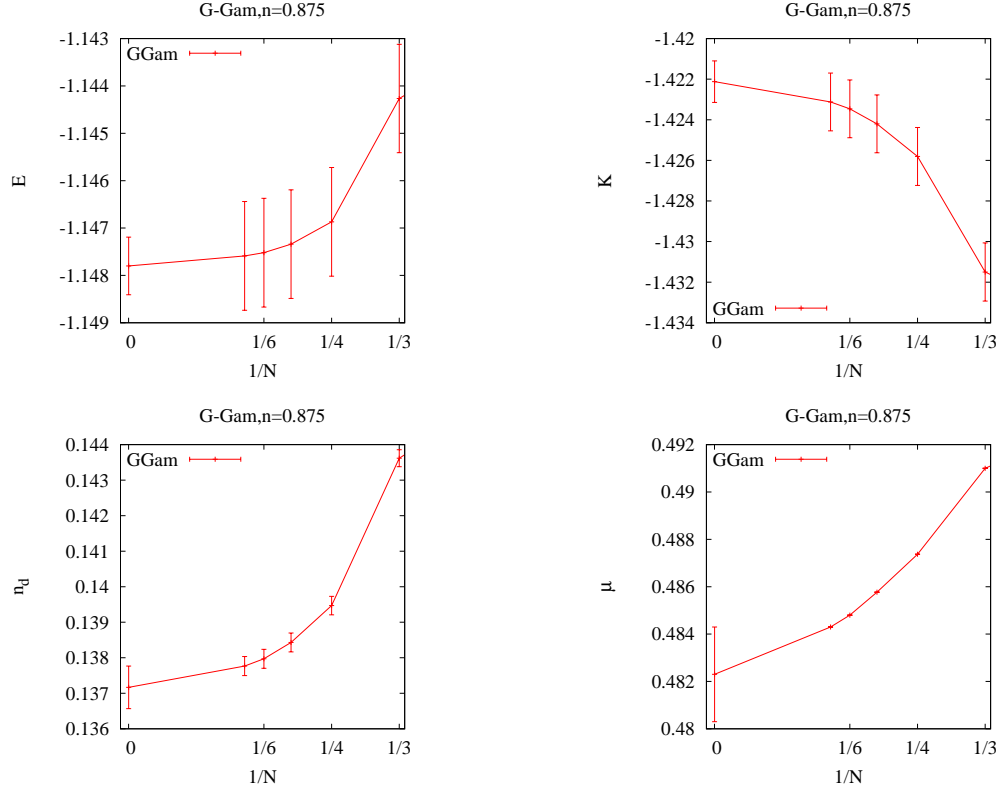 G-Gam,n=0.875
GGam
E
-1.143
-1.144
-1.145
-1.146
-1.147
-1.148
-1.149
0
1/6
1/4
1/3
1/N
G-Gam,n=0.875
GGam
K
-1.42
-1.422
-1.424
-1.426
-1.428
-1.43
-1.432
-1.434
0
1/6
1/4
1/3
1/N
G-Gam,n=0.875
GGam
n_d
0.144
0.143
0.142
0.141
0.14
0.139
0.138
0.137
0.136
0
1/6
1/4
1/3
1/N
G-Gam,n=0.875
GGam
μ
0.492
0.49
0.488
0.486
0.484
0.482
0.48
0
1/6
1/4
1/3
1/N